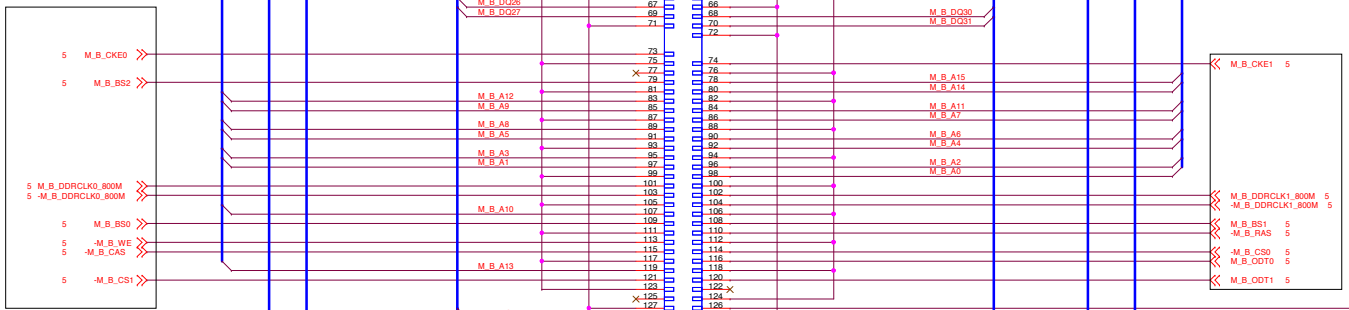 M_B_DQ26 67 66
M_B_DQ27 69 68 M_B_DQ30
71 70 M_B_DQ31
72
5 M_B_CKE0 73
75 74 M_B_CKE1 5
77 76
5 M_B_BS2 79 78 M_B_A15
81 80 M_B_A14
M_B_A12 83 82
M_B_A9 85 84 M_B_A11
87 86 M_B_A7
M_B_A8 89 88
M_B_A5 91 90 M_B_A6
93 92 M_B_A4
M_B_A3 95 94
M_B_A1 97 96 M_B_A2
99 98 M_B_A0
5 M_B_DDRCLK0_800M 101 100
5 -M_B_DDRCLK0_800M 103 102 M_B_DDRCLK1_800M 5
105 104 -M_B_DDRCLK1_800M 5
M_B_A10 107 106
5 M_B_BS0 109 108 M_B_BS1 5
111 110 -M_B_RAS 5
5 -M_B_WE 113 112
5 -M_B_CAS 115 114 -M_B_CS0 5
117 116 M_B_ODT0 5
M_B_A13 119 118
5 -M_B_CS1 121 120 M_B_ODT1 5
123 122
125 124
127 126